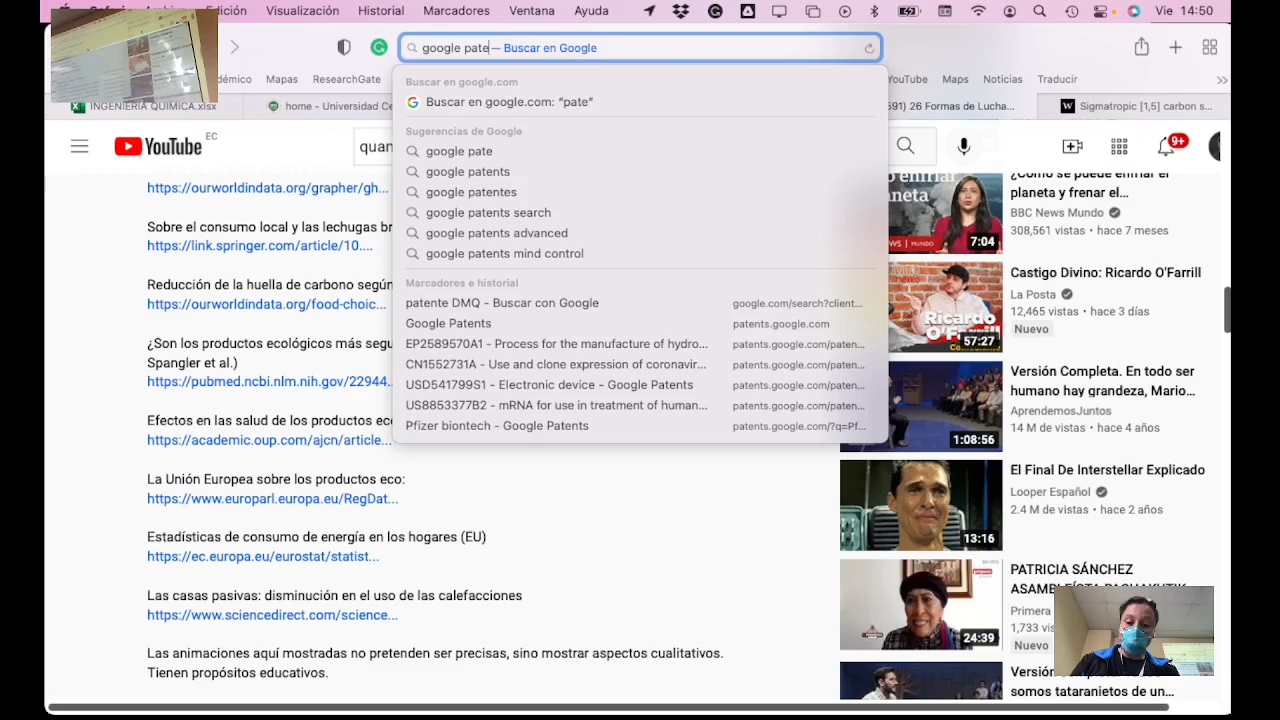 Edición Visualización Historial Marcadores Ventana Ayuda Vie 14:50
google pate — Buscar en Google
démico Mapas ResearchGate YouTube Maps Noticias Traducir
INGENIERIA QUIMICA.xlsx home - Universidad Ce 591) 26 Formas de Lucha... Sigmatropic [1,5] carbon s...
YouTube EC
quan
9+
Buscar en google.com
Buscar en google.com: "pate"
Sugerencias de Google
google pate
google patents
google patentes
google patents search
google patents advanced
google patents mind control
Marcadores e historial
patente DMQ - Buscar con Google google.com/search?client...
Google Patents patents.google.com
EP2589570A1 - Process for the manufacture of hydro... patents.google.com/paten...
CN1552731A - Use and clone expression of coronavir... patents.google.com/paten...
USD541799S1 - Electronic device - Google Patents patents.google.com/paten...
US8853377B2 - mRNA for use in treatment of human... patents.google.com/paten...
Pfizer biontech - Google Patents patents.google.com/?q=Pf...
https://ourworldindata.org/grapher/gh...
Sobre el consumo local y las lechugas br
https://link.springer.com/article/10....
Reducción de la huella de carbono según
https://ourworldindata.org/food-choic...
¿Son los productos ecológicos más segu
Spangler et al.)
https://pubmed.ncbi.nlm.nih.gov/22944...
Efectos en las salud de los productos eco
https://academic.oup.com/ajcn/article...
La Unión Europea sobre los productos eco:
https://www.europarl.europa.eu/RegDat...
Estadísticas de consumo de energía en los hogares (EU)
https://ec.europa.eu/eurostat/statist...
Las casas pasivas: disminución en el uso de las calefacciones
https://www.sciencedirect.com/science...
Las animaciones aquí mostradas no pretenden ser precisas, sino mostrar aspectos cualitativos.
Tienen propósitos educativos.
o enfriar
neta
NEWS | MUNDO
7:04
¿Cómo se puede enfriar el
planeta y frenar el...
BBC News Mundo
308,561 vistas • hace 7 meses
Ricardo
O'Farrill
57:27
Castigo Divino: Ricardo O'Farrill
La Posta
12,465 vistas • hace 3 días
Nuevo
1:08:56
Versión Completa. En todo ser
humano hay grandeza, Mario...
AprendemosJuntos
14 M de vistas • hace 4 años
13:16
El Final De Interstellar Explicado
Looper Español
2.4 M de vistas • hace 2 años
24:39
PATRICIA SÁNCHEZ
ASAMBLEÍSTA PACHAKUTIK
Primera
1,733 vis
Nuevo
Versión Completa. En todo
somos tataranietos de un...